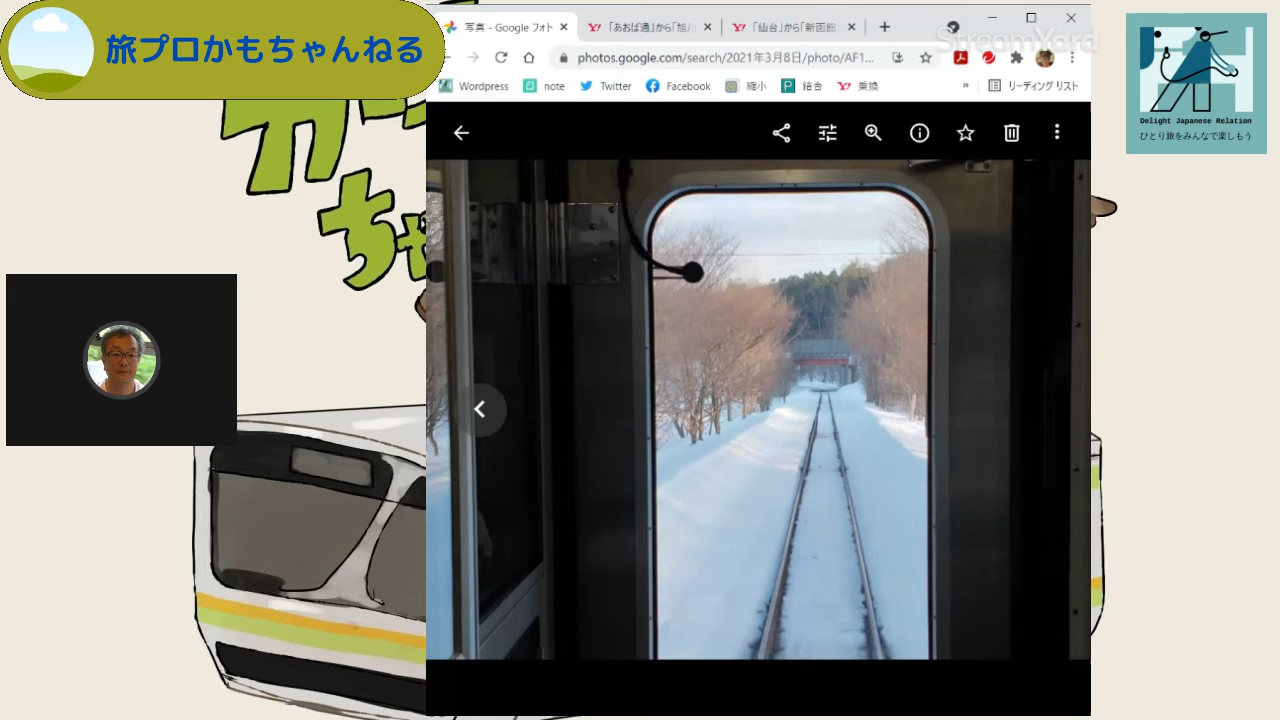 旅プロかもちゃんねる
写真 - Google フォト
「あおば通」から「旭川
「仙台」から「新函館
StreamYard
photos.google.com/search/2021年3月8日/photo/AF1...
Wordpress
note
Twitter
Facebook
縮小
結合
乗換
»
リーディング リスト
Delight Japanese Relation
ひとり旅をみんなで楽しもう
ちゃ